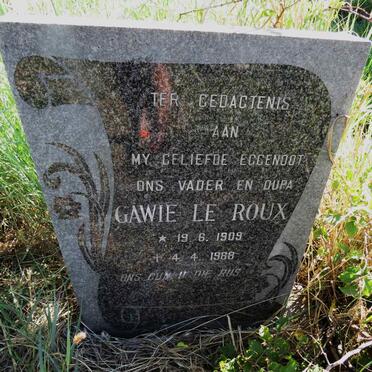 TER GEDAGTENIS
AAN
MY GELIEFDE EGGENOOT
ONS VADER EN OUPA
GAWIE LE ROUX
* 19. 6. 1909
† 4. 4. 1988
ONS GUN U DIE RUS